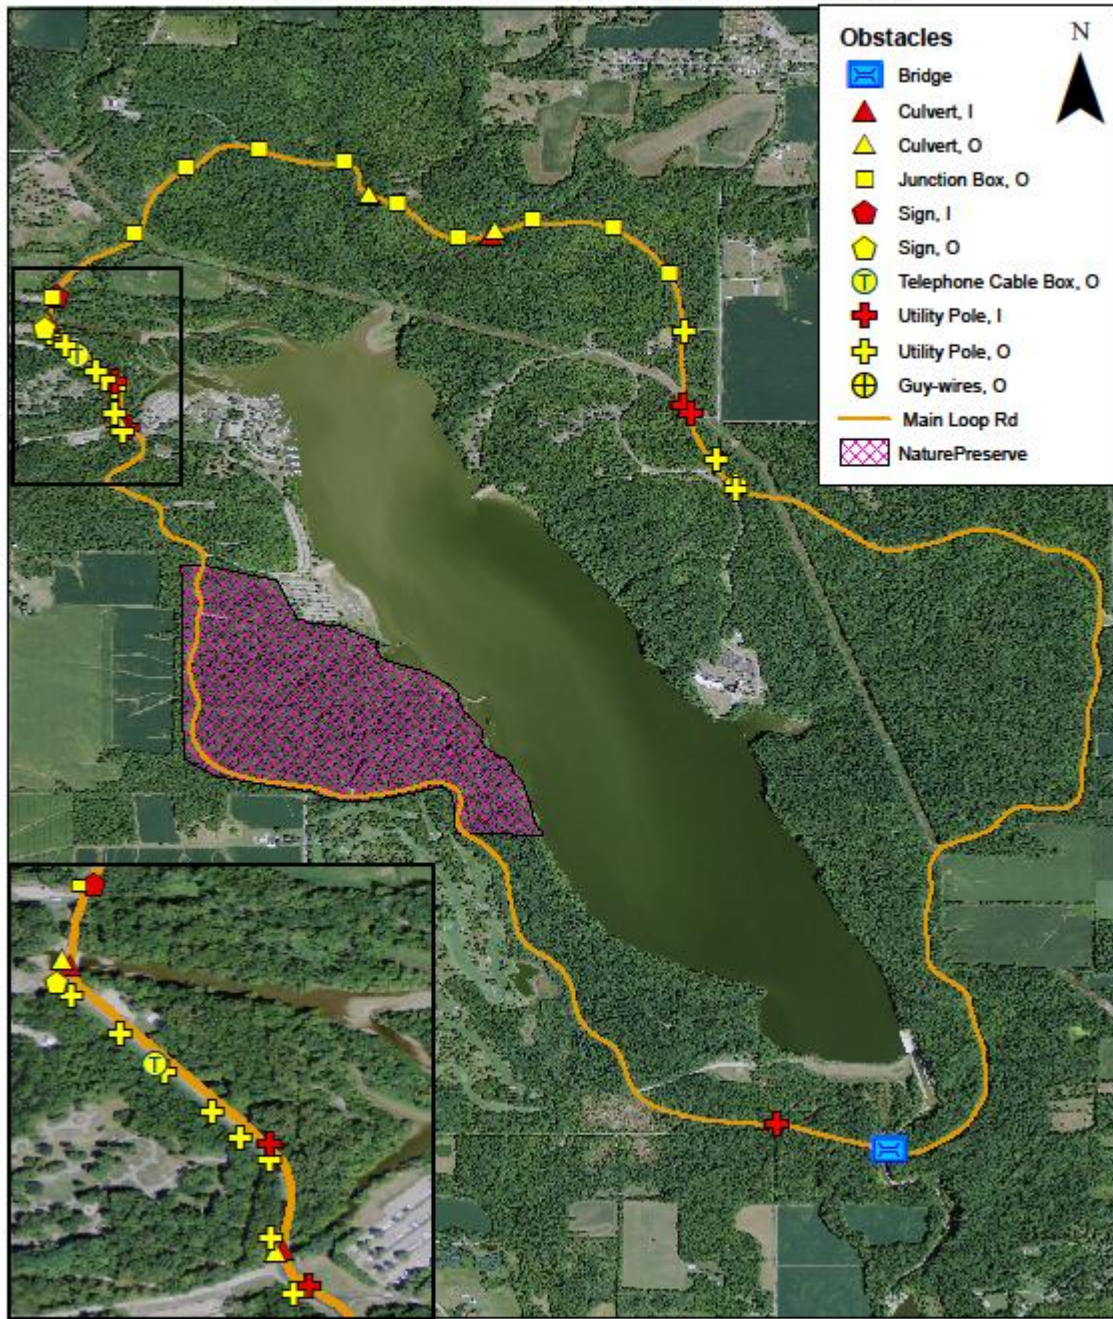 Obstacles
N
Bridge
Culvert, I
Culvert, O
Junction Box, O
Sign, I
Sign, O
T
Telephone Cable Box, O
Utility Pole, I
Utility Pole, O
Guy-wires, O
Main Loop Rd
NaturePreserve
T
T